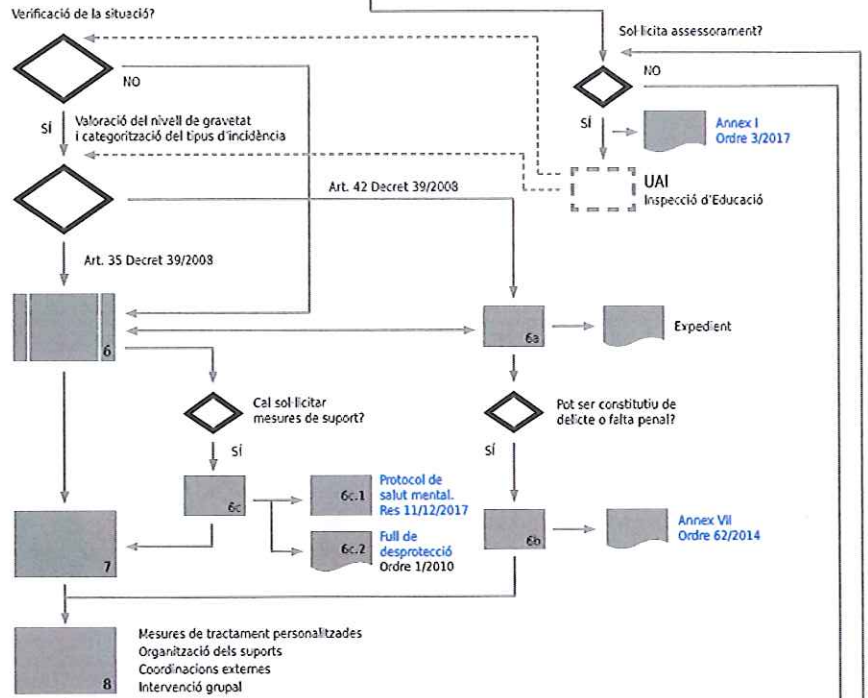 Verificació de la situació?
Sol·licita assessorament?
NO
NO
SÍ
Valoració del nivell de gravetat
i categorització del tipus d'incidència
SÍ
Annex I
Ordre 3/2017
UAI
Inspecció d'Educació
Art. 42 Decret 39/2008
Art. 35 Decret 39/2008
6
6a
Expedient
Cal sol·licitar
mesures de suport?
Pot ser constitutiu de
delicte o falta penal?
SÍ
SÍ
6c
6c.1
Protocol de
salut mental.
Res 11/12/2017
6c.2
Full de
desprotecció
Ordre 1/2010
6b
Annex VII
Ordre 62/2014
7
8
Mesures de tractament personalitzades
Organització dels suports
Coordinacions externes
Intervenció grupal